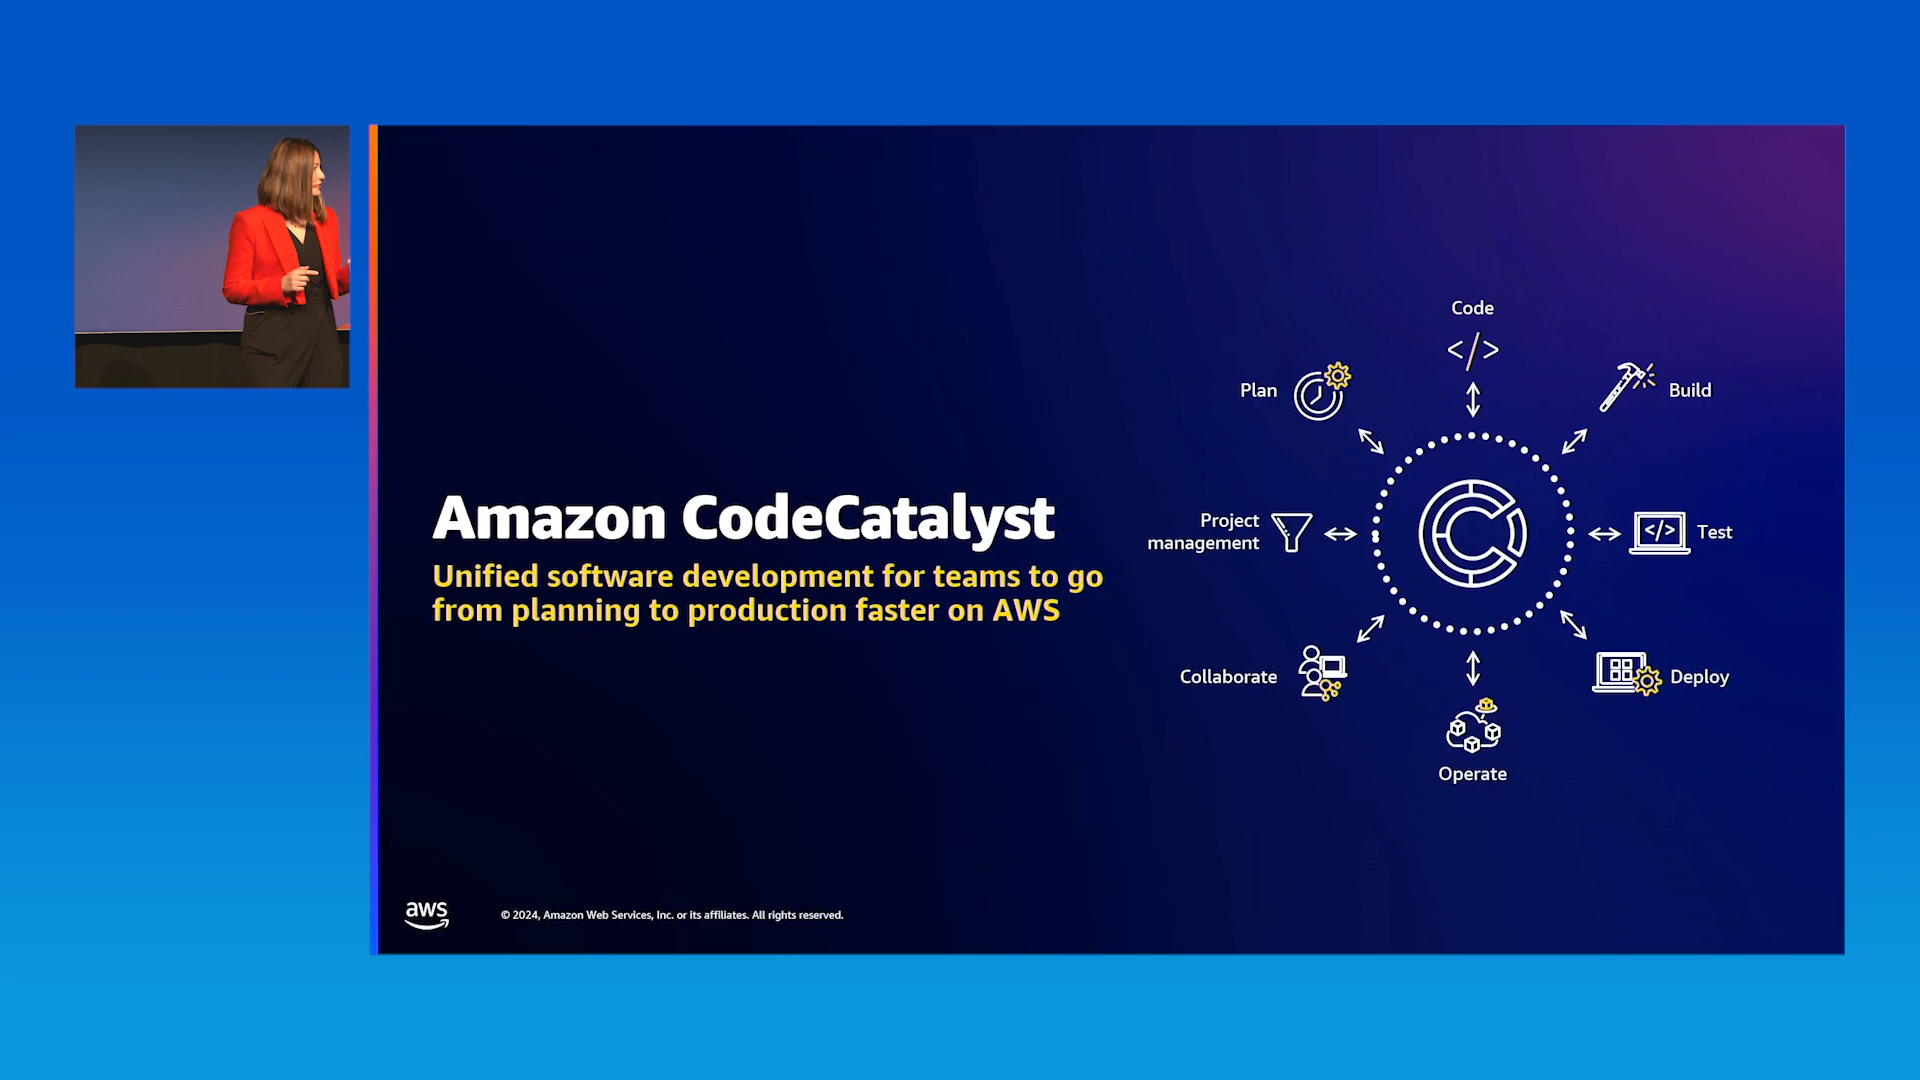 Code
Plan
Build
Amazon CodeCatalyst
Unified software development for teams to go
from planning to production faster on AWS
Project
management
</>
Test
Collaborate
Deploy
Operate
aws
© 2024, Amazon Web Services, Inc. or its affiliates. All rights reserved.